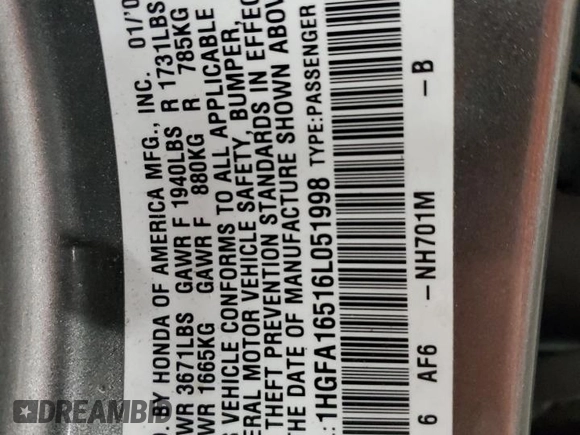 D. BY HONDA OF AMERICA MFG., INC. 01/'0
WR 3671LBS GAWR F 1940LBS R 1731LBS
WR 1665KG GAWR F 880KG R 785KG
VEHICLE CONFORMS TO ALL APPLICABLE
ERAL MOTOR VEHICLE SAFETY, BUMPER,
THEFT PREVENTION STANDARDS IN EFFEC
THE DATE OF MANUFACTURE SHOWN ABOV
.: 1HGFA16516L051998 TYPE:PASSENGER
6 AF6 -NH701M -B
DREAMBID